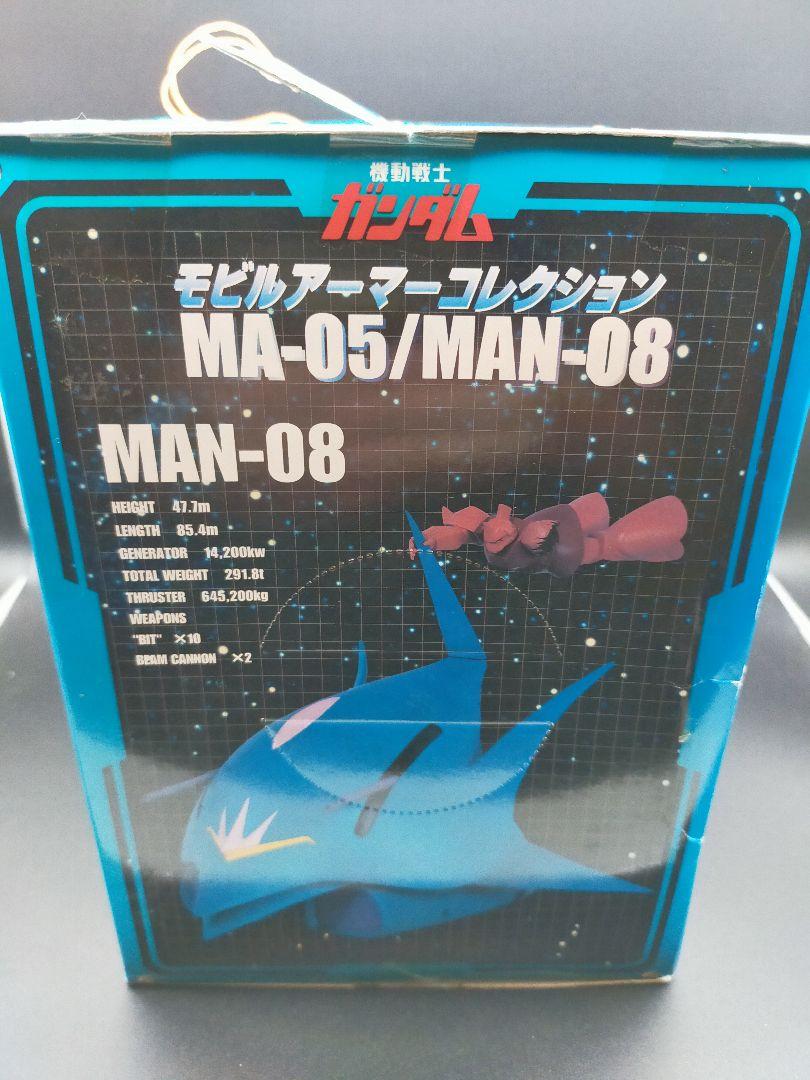 機動戦士
ガンダム
モビルアーマーコレクション
MA-05/MAN-08
MAN-08
HEIGHT 47.7m
LENGTH 85.4m
GENERATOR 14,200kw
TOTAL WEIGHT 291.8t
THRUSTER 645,200kg
WEAPONS
"BIT" ×10
BEAM CANNON ×2